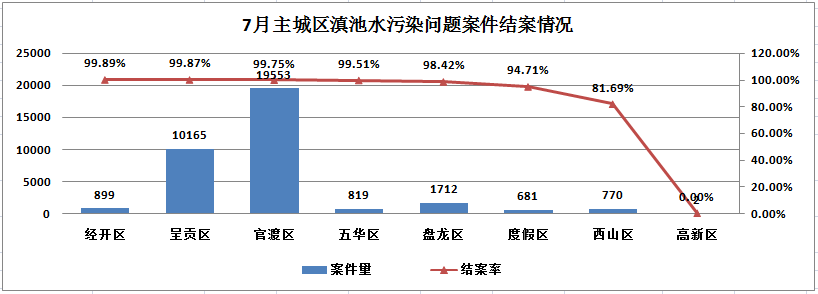 7月主城区滇池水污染问题案件结案情况
25000
20000
15000
10000
5000
0
120.00%
100.00%
80.00%
60.00%
40.00%
20.00%
0.00%
99.89% 99.87% 99.75% 99.51% 98.42% 94.71% 81.69% 0.00%
899 10165 19553 819 1712 681 770 2
经开区 呈贡区 官渡区 五华区 盘龙区 度假区 西山区 高新区
案件量 结案率